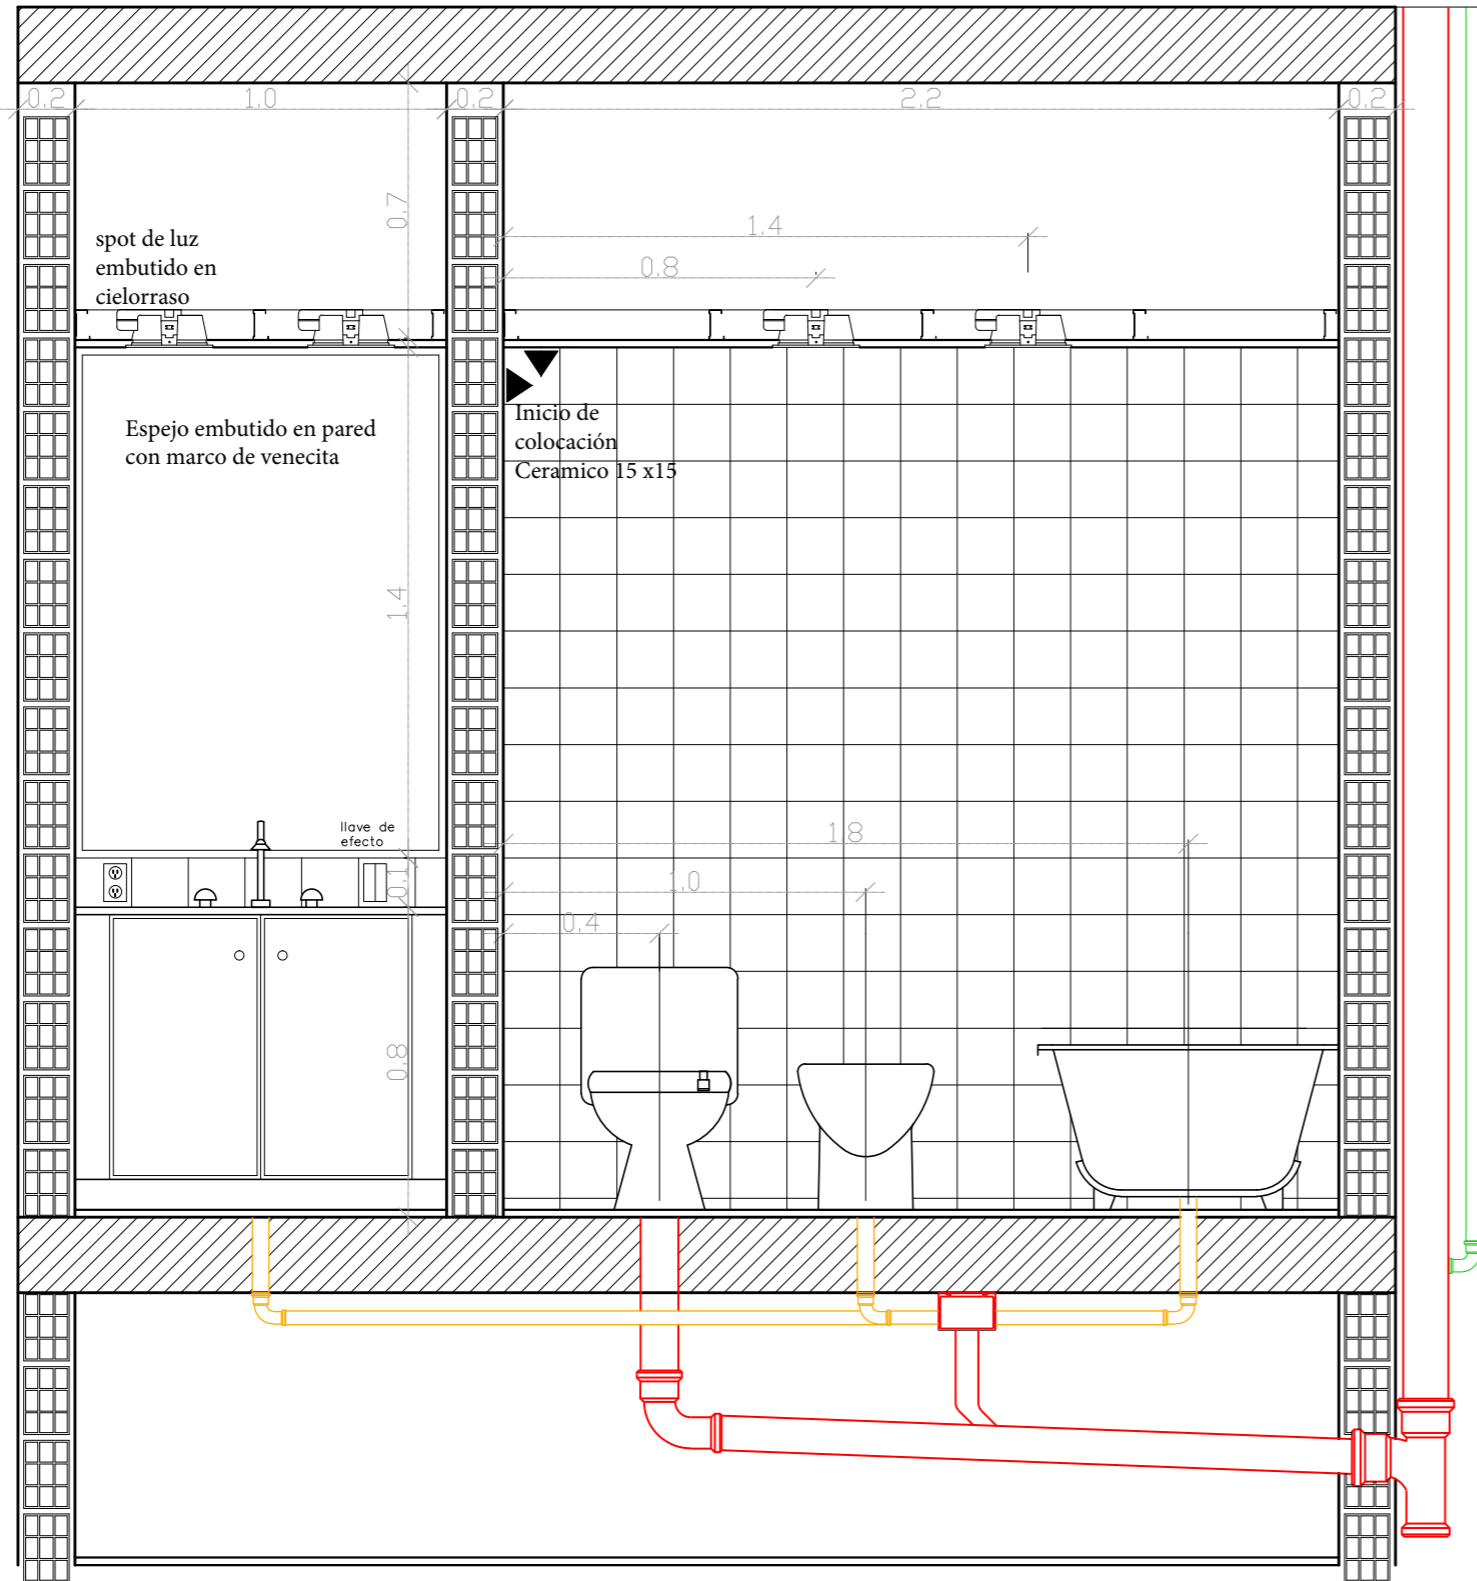 0.2
1.0
0.2
2.2
0.2
0.7
spot de luz
embutido en
cielorraso
1.4
0.8
Espejo embutido en pared
con marco de venecita
Inicio de
colocación
Ceramico 15 x15
1.4
llave de
efecto
0.1
1.8
1.0
0.4
0.8